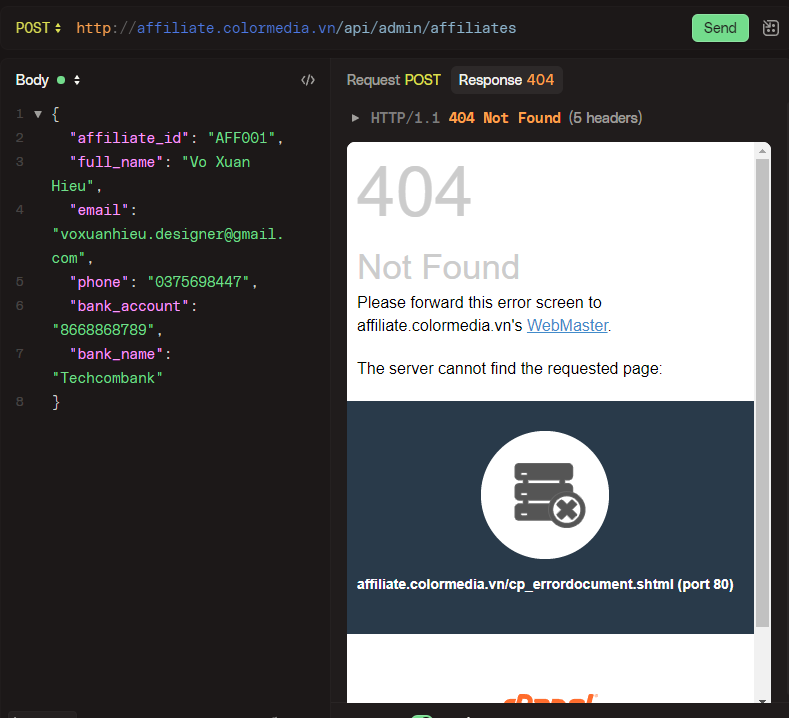 POST http://affiliate.colormedia.vn/api/admin/affiliates Send
Body </> Request POST Response 404
HTTP/1.1 404 Not Found (5 headers)
1 {
2 "affiliate_id": "AFF001",
3 "full_name": "Vo Xuan
Hieu",
4 "email":
"voxuanhieu.designer@gmail.
com",
5 "phone": "0375698447",
6 "bank_account":
"8668868789",
7 "bank_name":
"Techcombank"
8 }
404
Not Found
Please forward this error screen to
affiliate.colormedia.vn's WebMaster.
The server cannot find the requested page:
affiliate.colormedia.vn/cp_errordocument.shtml (port 80)
cPanel